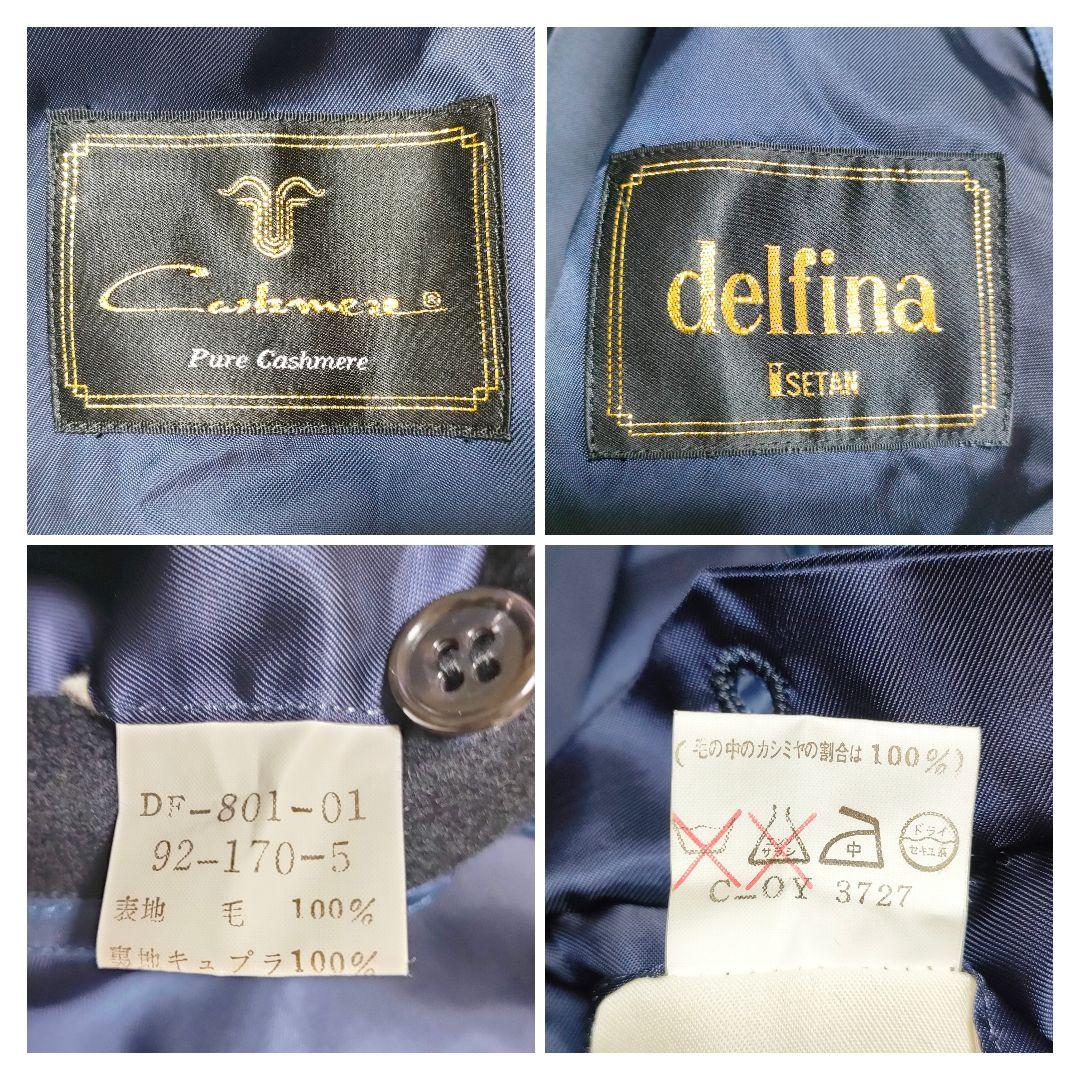 Cashmere®
Pure Cashmere
delfina
ISETAN
DF-801-01
92-170-5
表地 毛 100%
裏地キュプラ100%
(毛の中のカシミヤの割合は100%)
サラシ
中
ドライ
セキユ系
C-OY 3727